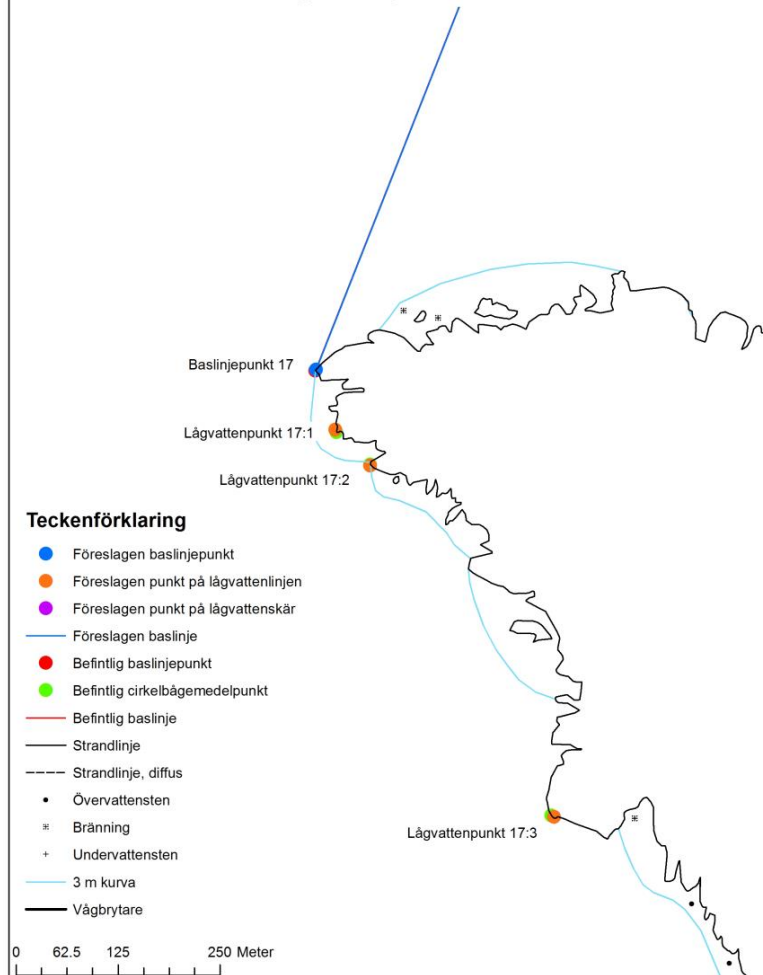 Baslinjepunkt 17
Lågvattenpunkt 17:1
Lågvattenpunkt 17:2
Teckenförklaring
Föreslagen baslinjepunkt
Föreslagen punkt på lågvattenlinjen
Föreslagen punkt på lågvattenskär
Föreslagen baslinje
Befintlig baslinjepunkt
Befintlig cirkelbågemedelpunkt
Befintlig baslinje
Strandlinje
Strandlinje, diffus
Övervattensten
Bränning
Undervattensten
3 m kurva
Vågbrytare
Lågvattenpunkt 17:3
0 62.5 125 250 Meter